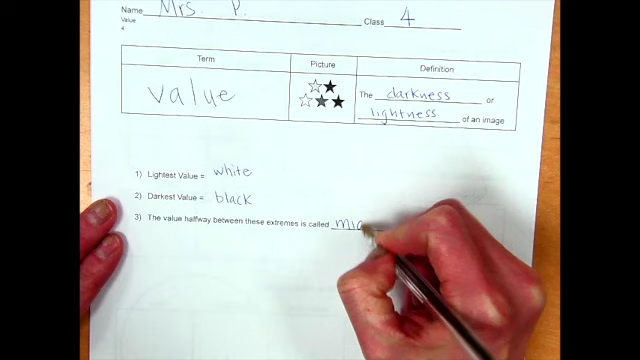 Name Mrs. P. Class 4
Value
4
Term Picture Definition
value The darkness or
lightness of an image
1) Lightest Value = white
2) Darkest Value = black
3) The value halfway between these extremes is called